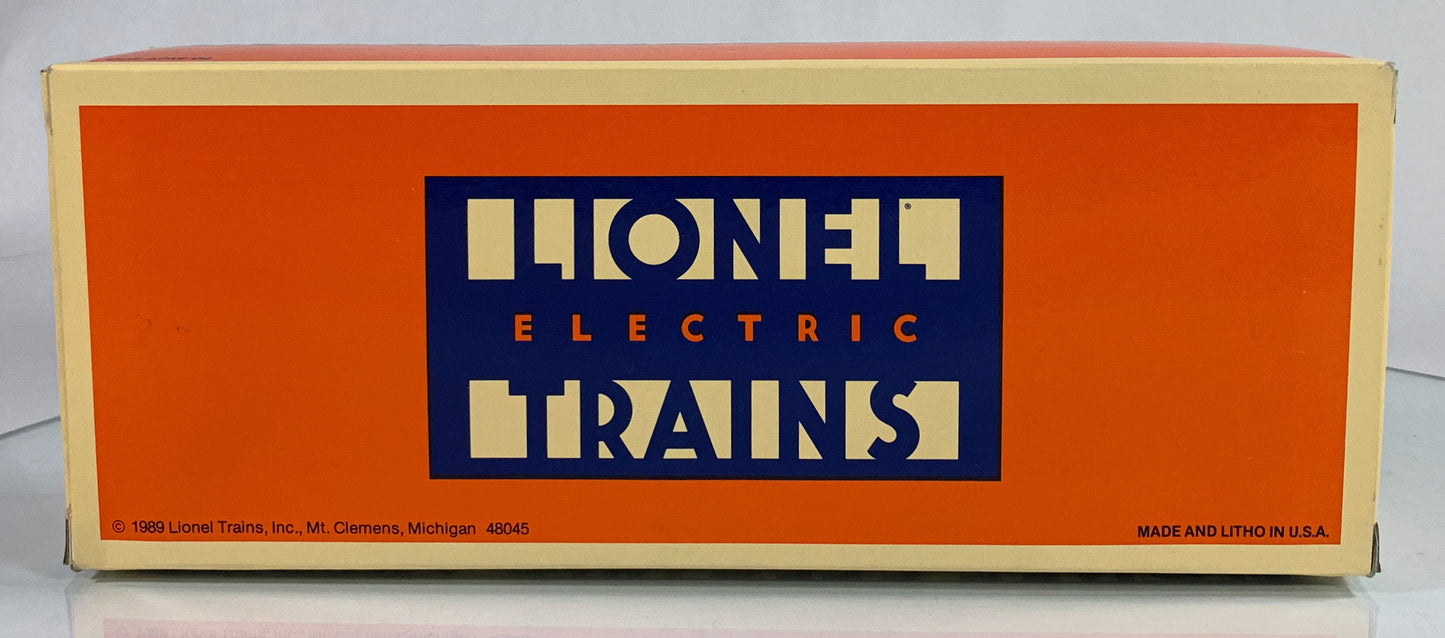 LIONEL®
ELECTRIC
TRAINS
© 1989 Lionel Trains, Inc., Mt. Clemens, Michigan 48045
MADE AND LITHO IN U.S.A.